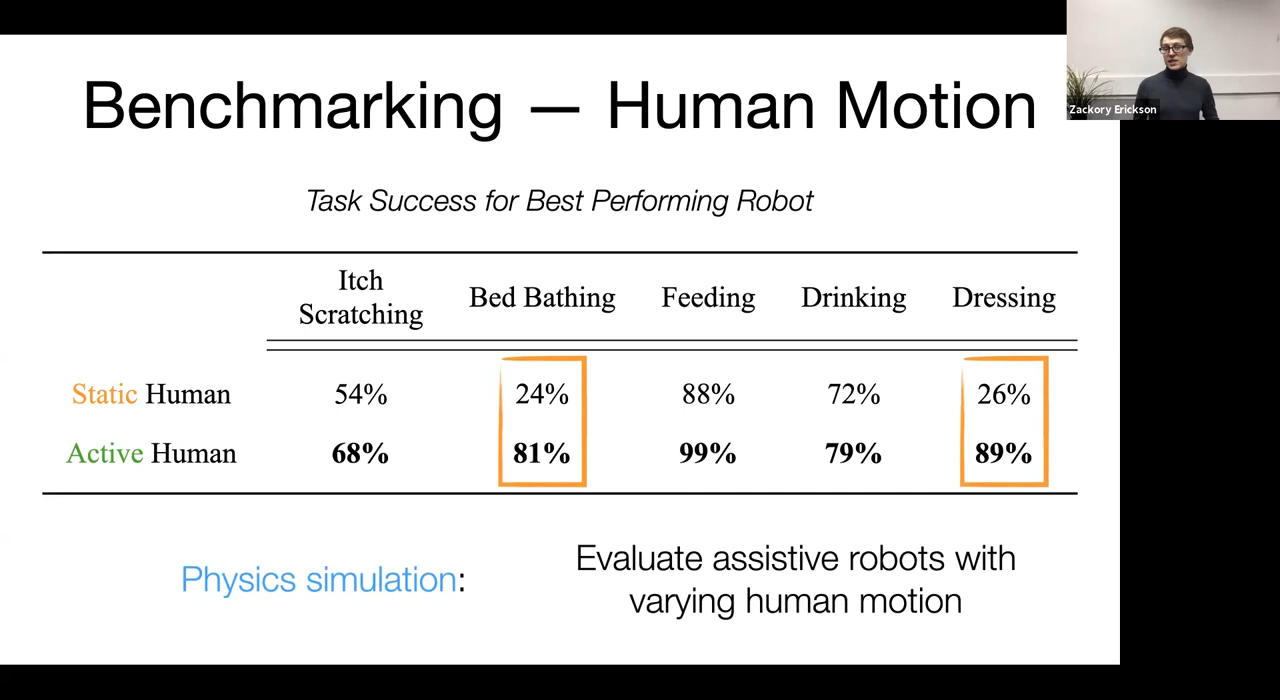 Benchmarking — Human Motion
Zackory Erickson
Task Success for Best Performing Robot
Itch
Scratching
Bed Bathing
Feeding
Drinking
Dressing
Static Human 54% 24% 88% 72% 26%
Active Human 68% 81% 99% 79% 89%
Physics simulation:
Evaluate assistive robots with
varying human motion